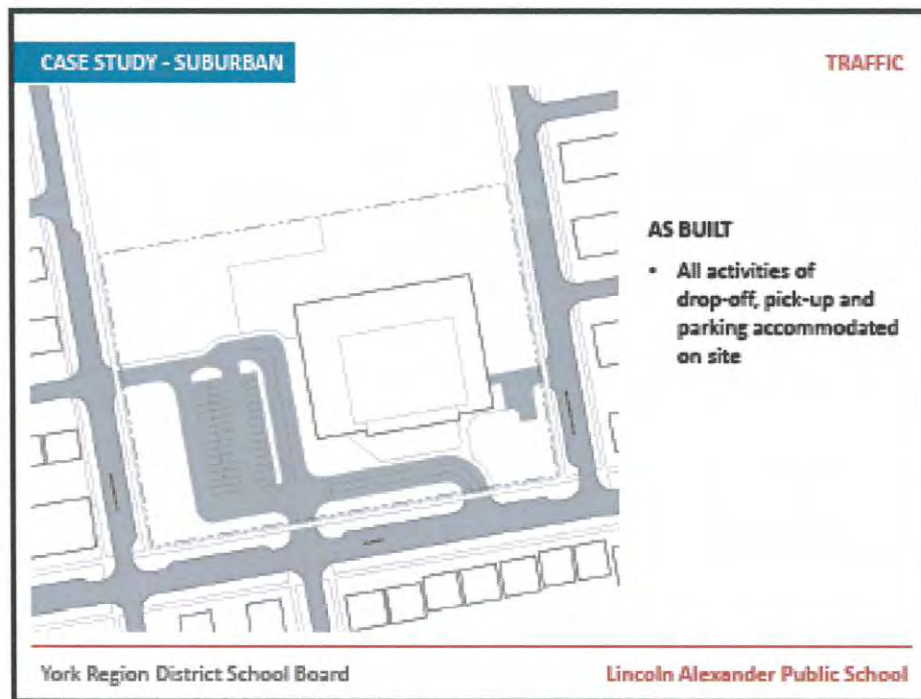 CASE STUDY - SUBURBAN
TRAFFIC
AS BUILT
• All activities of
drop-off, pick-up and
parking accommodated
on site
York Region District School Board
Lincoln Alexander Public School